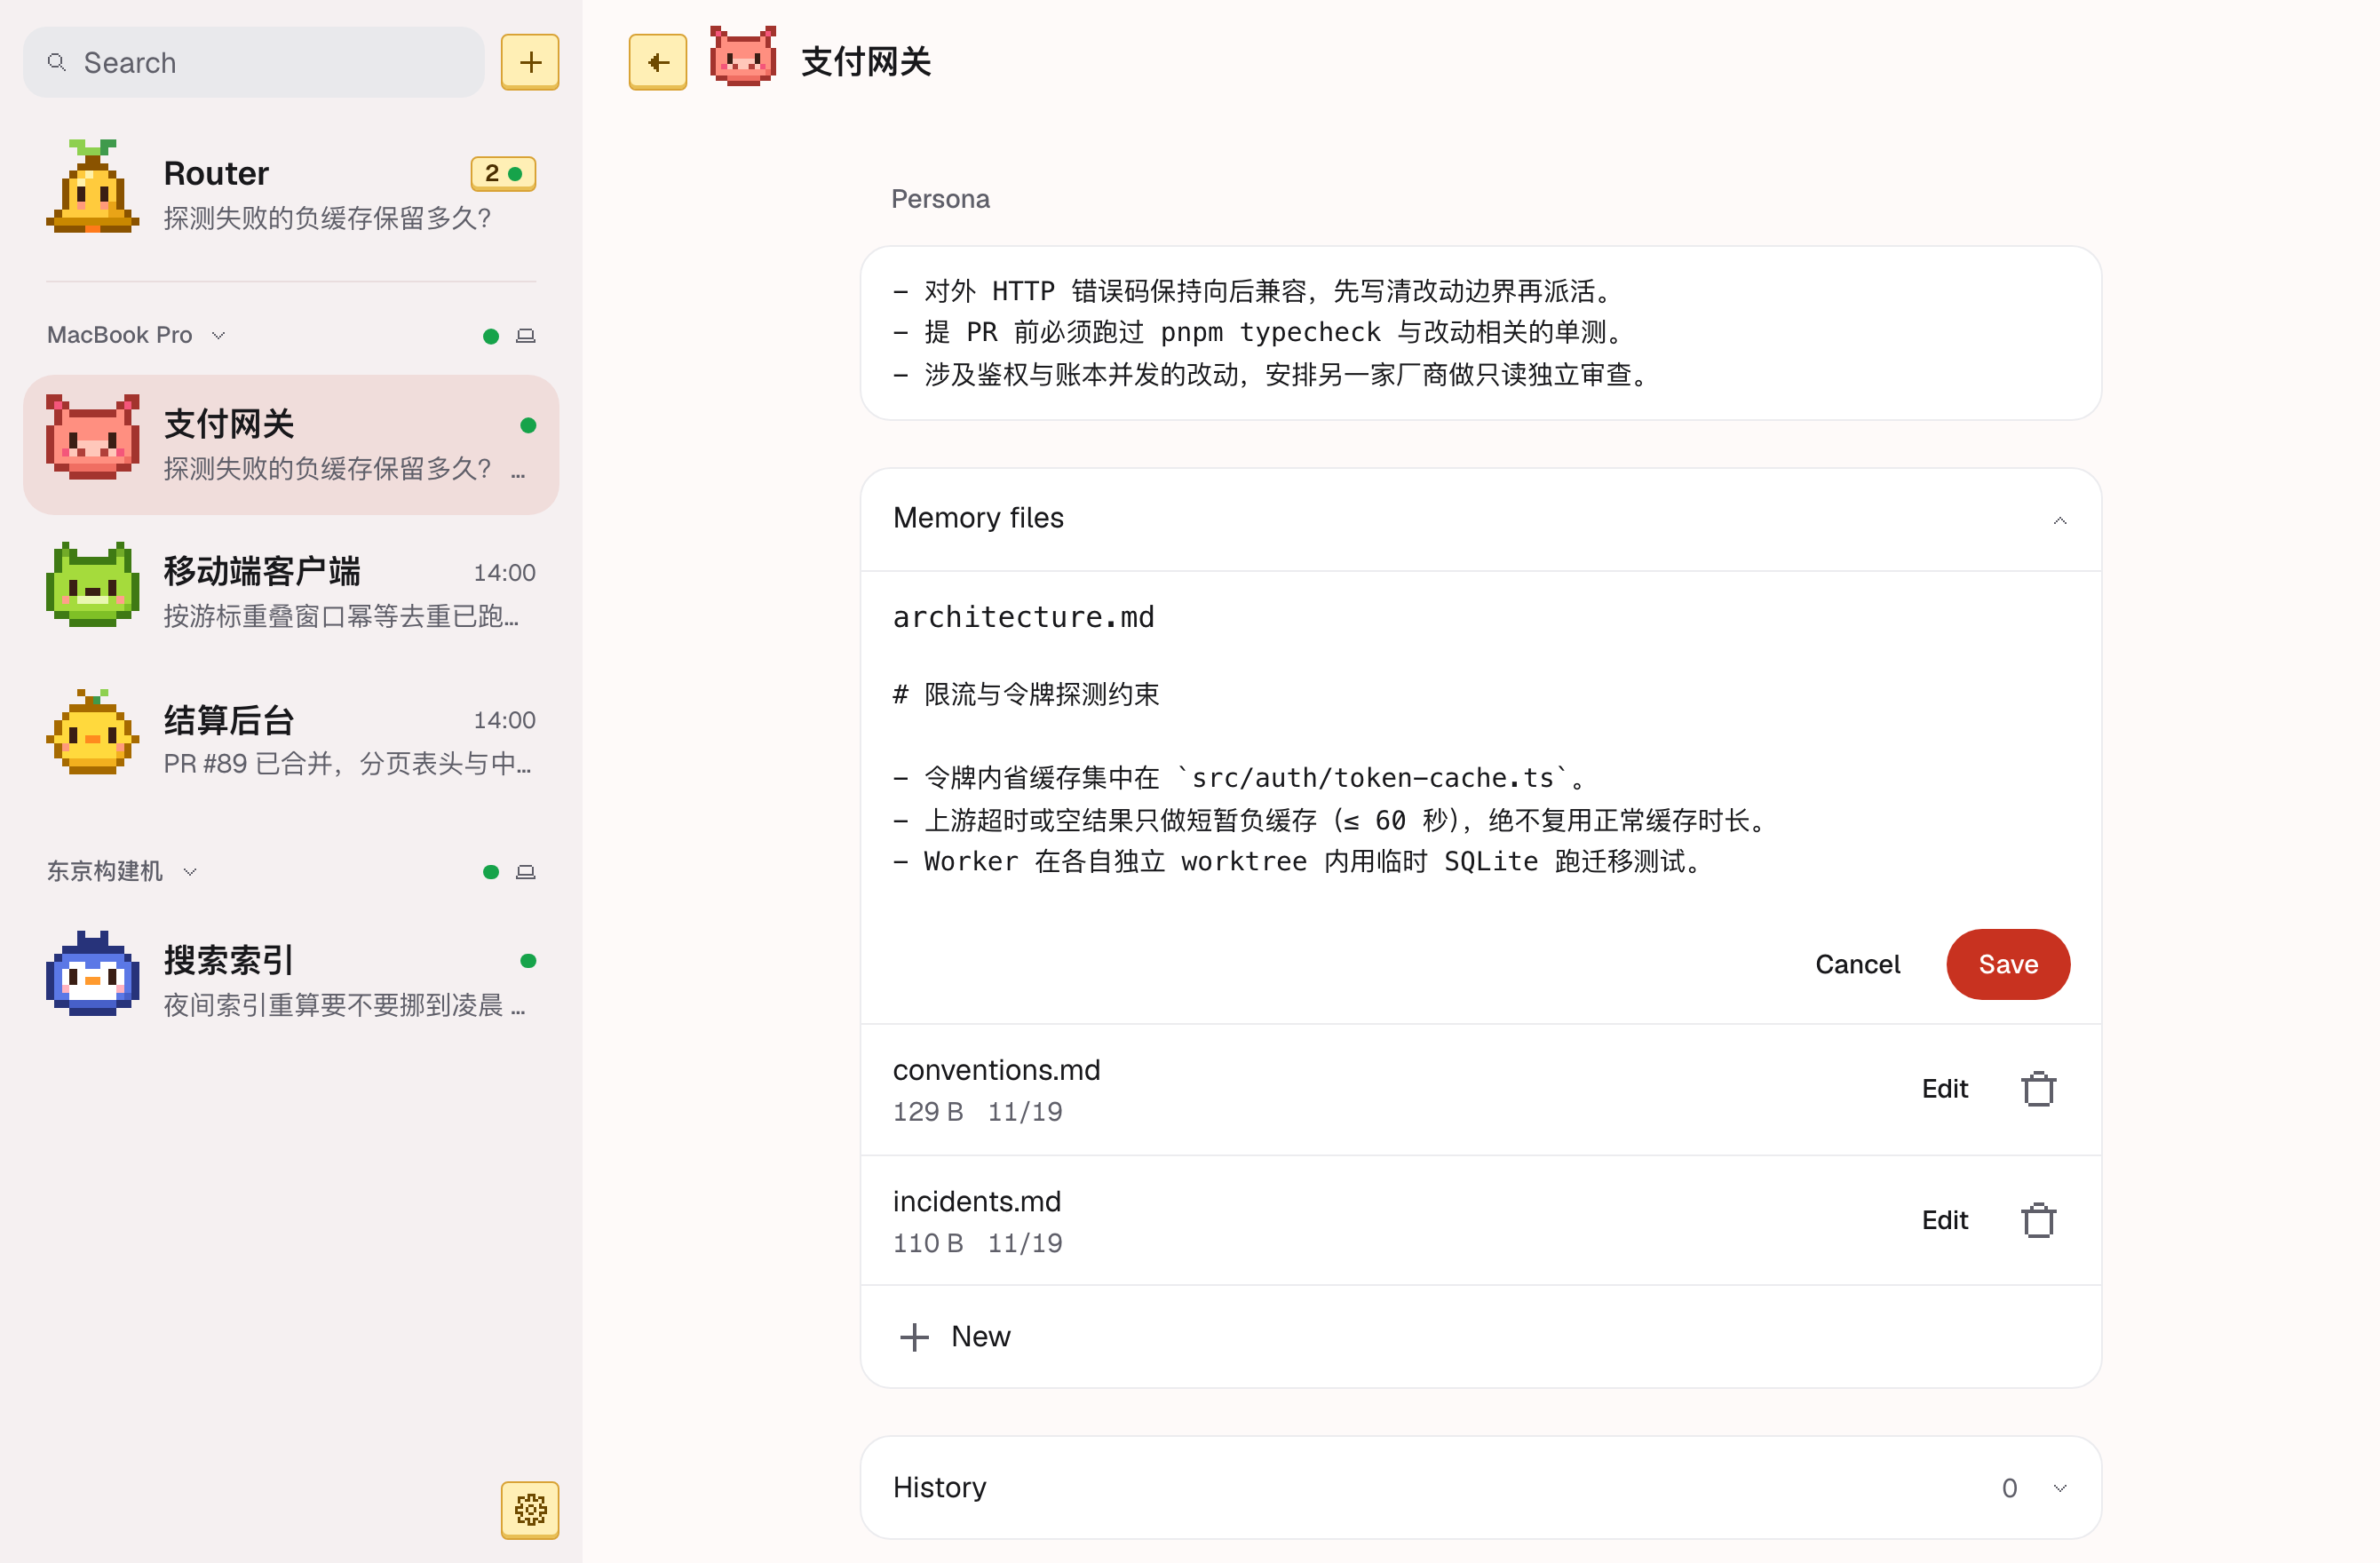 Search
Router
2
探测失败的负缓存保留多久？
MacBook Pro
支付网关
探测失败的负缓存保留多久？ …
移动端客户端
14:00
按游标重叠窗口幂等去重已跑…
结算后台
14:00
PR #89 已合并，分页表头与中…
东京构建机
搜索索引
夜间索引重算要不要挪到凌晨 …
支付网关
Persona
- 对外 HTTP 错误码保持向后兼容，先写清改动边界再派活。
- 提 PR 前必须跑过 pnpm typecheck 与改动相关的单测。
- 涉及鉴权与账本并发的改动，安排另一家厂商做只读独立审查。
Memory files
architecture.md
# 限流与令牌探测约束
- 令牌内省缓存集中在 `src/auth/token-cache.ts`。
- 上游超时或空结果只做短暂负缓存（≤ 60 秒），绝不复用正常缓存时长。
- Worker 在各自独立 worktree 内用临时 SQLite 跑迁移测试。
Cancel
Save
conventions.md
129 B 11/19
Edit
incidents.md
110 B 11/19
Edit
New
History
0